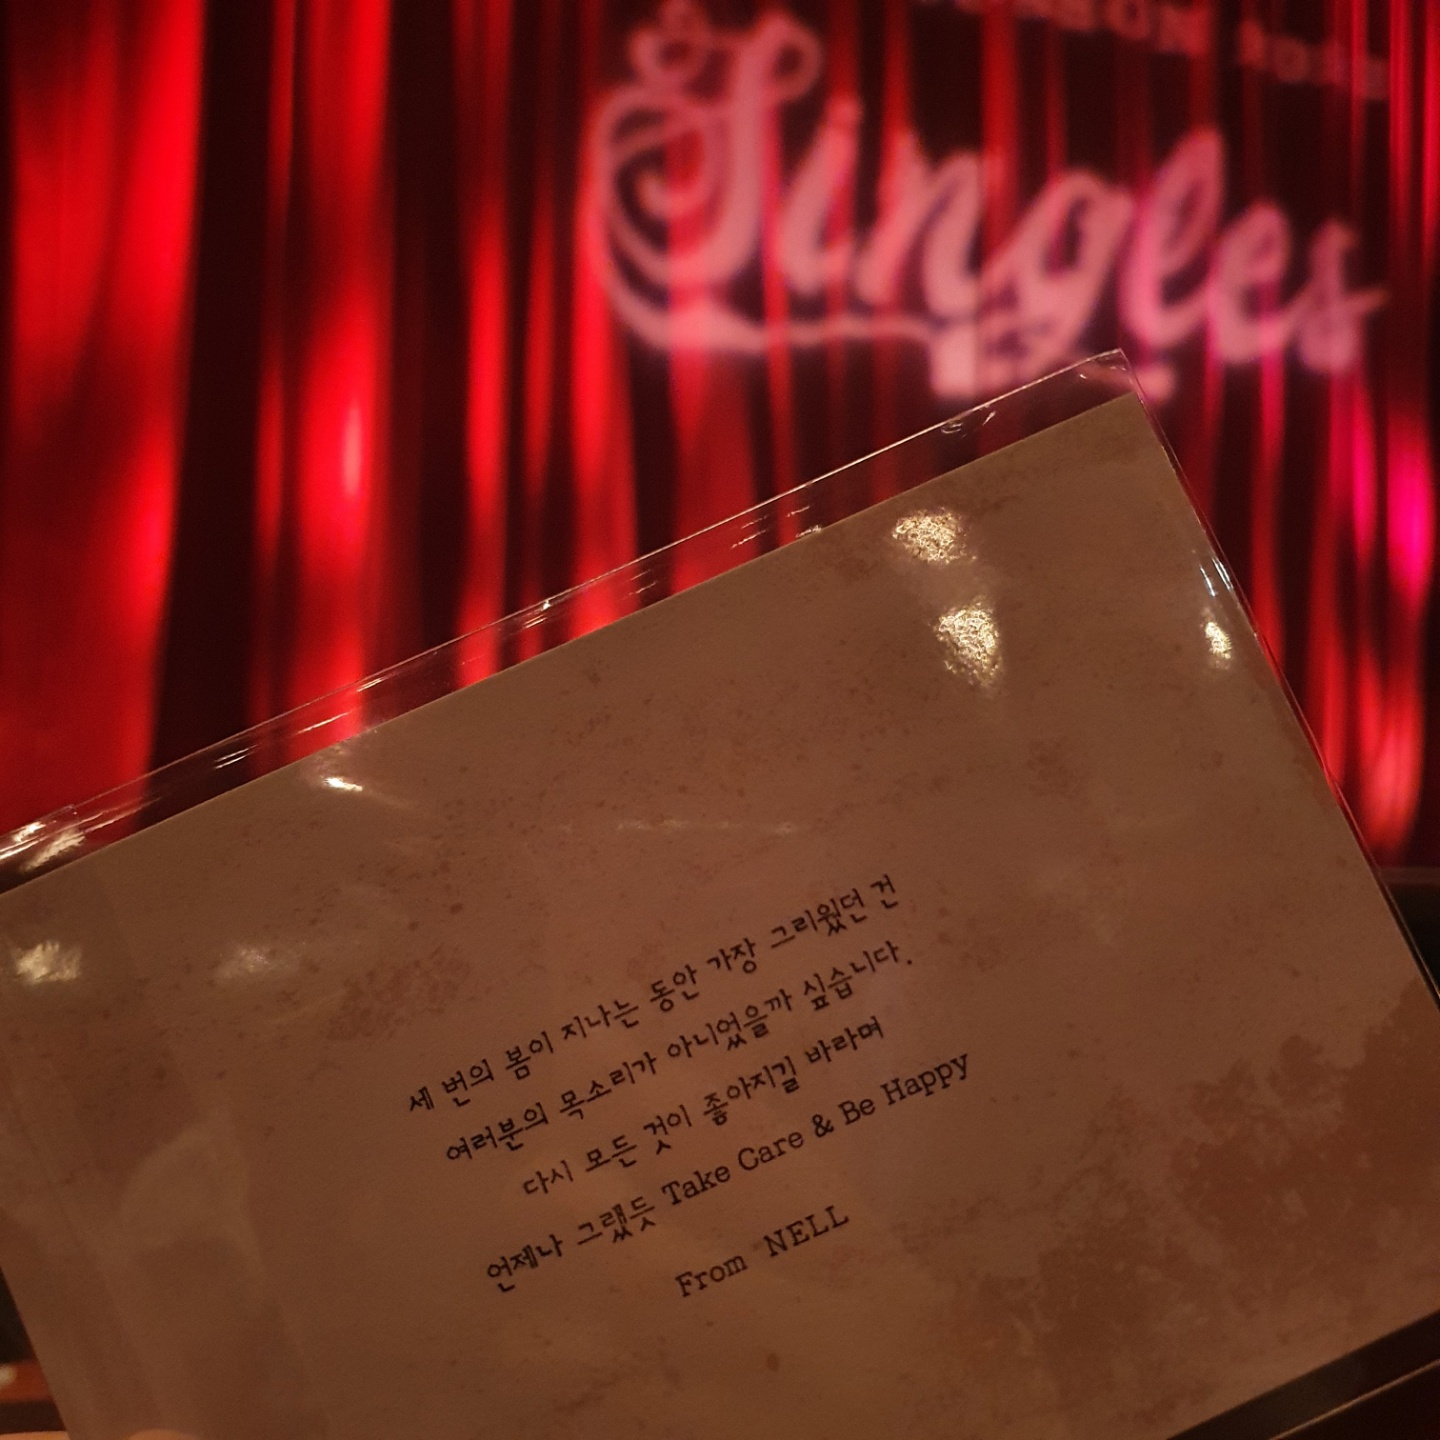 Singles
세 번의 봄이 지나는 동안 가장 그리웠던 건
여러분의 목소리가 아니었을까 싶습니다.
다시 모든 것이 좋아지길 바라며
언제나 그랬듯 Take Care & Be Happy
From NELL